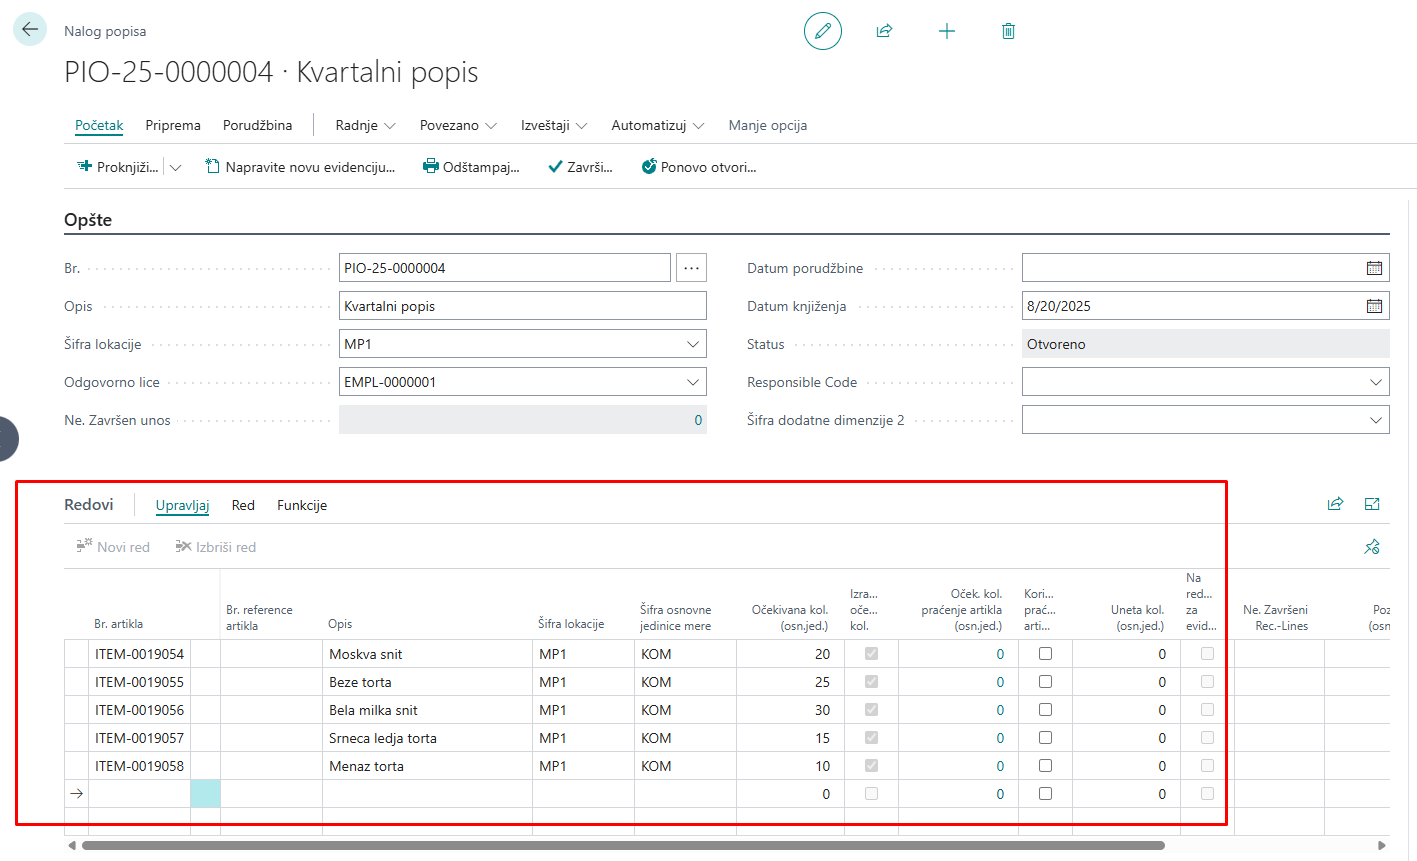 Nalog popisa
PIO-25-0000004 · Kvartalni popis
Početak Priprema Porudžbina Radnje Povezano Izveštaji Automatizuj Manje opcija
Proknjiži... Napravite novu evidenciju... Odštampaj... Završi... Ponovo otvori...
Opšte
Br. PIO-25-0000004 ... Datum porudžbine
Opis Kvartalni popis Datum knjiženja 8/20/2025
Šifra lokacije MP1 Status Otvoreno
Odgovorno lice EMPL-0000001 Responsible Code
Ne. Završen unos 0 Šifra dodatne dimenzije 2
Redovi Upravljaj Red Funkcije
Novi red Izbriši red
Br. artikla
Br. reference
artikla
Opis
Šifra lokacije
Šifra osnovne
jedinice mere
Očekivana kol.
(osn.jed.)
Izra...
oče...
kol.
Oček. kol.
praćenje artikla
(osn.jed.)
Kori...
prać...
arti...
Uneta kol.
(osn.jed.)
Na
red...
za
evid...
Ne. Završeni
Rec.-Lines
Poz
(osn
ITEM-0019054 Moskva snit MP1 KOM 20 0 0
ITEM-0019055 Beze torta MP1 KOM 25 0 0
ITEM-0019056 Bela milka snit MP1 KOM 30 0 0
ITEM-0019057 Srneca ledja torta MP1 KOM 15 0 0
ITEM-0019058 Menaz torta MP1 KOM 10 0 0
0 0 0